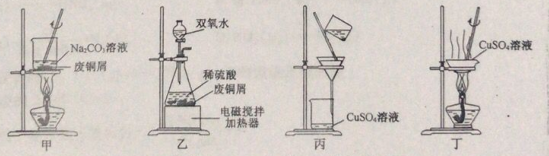 Na₂CO₃溶液
废铜屑
甲
双氧水
稀硫酸
废铜屑
电磁搅拌
加热器
乙
CuSO₄溶液
丙
CuSO₄溶液
丁